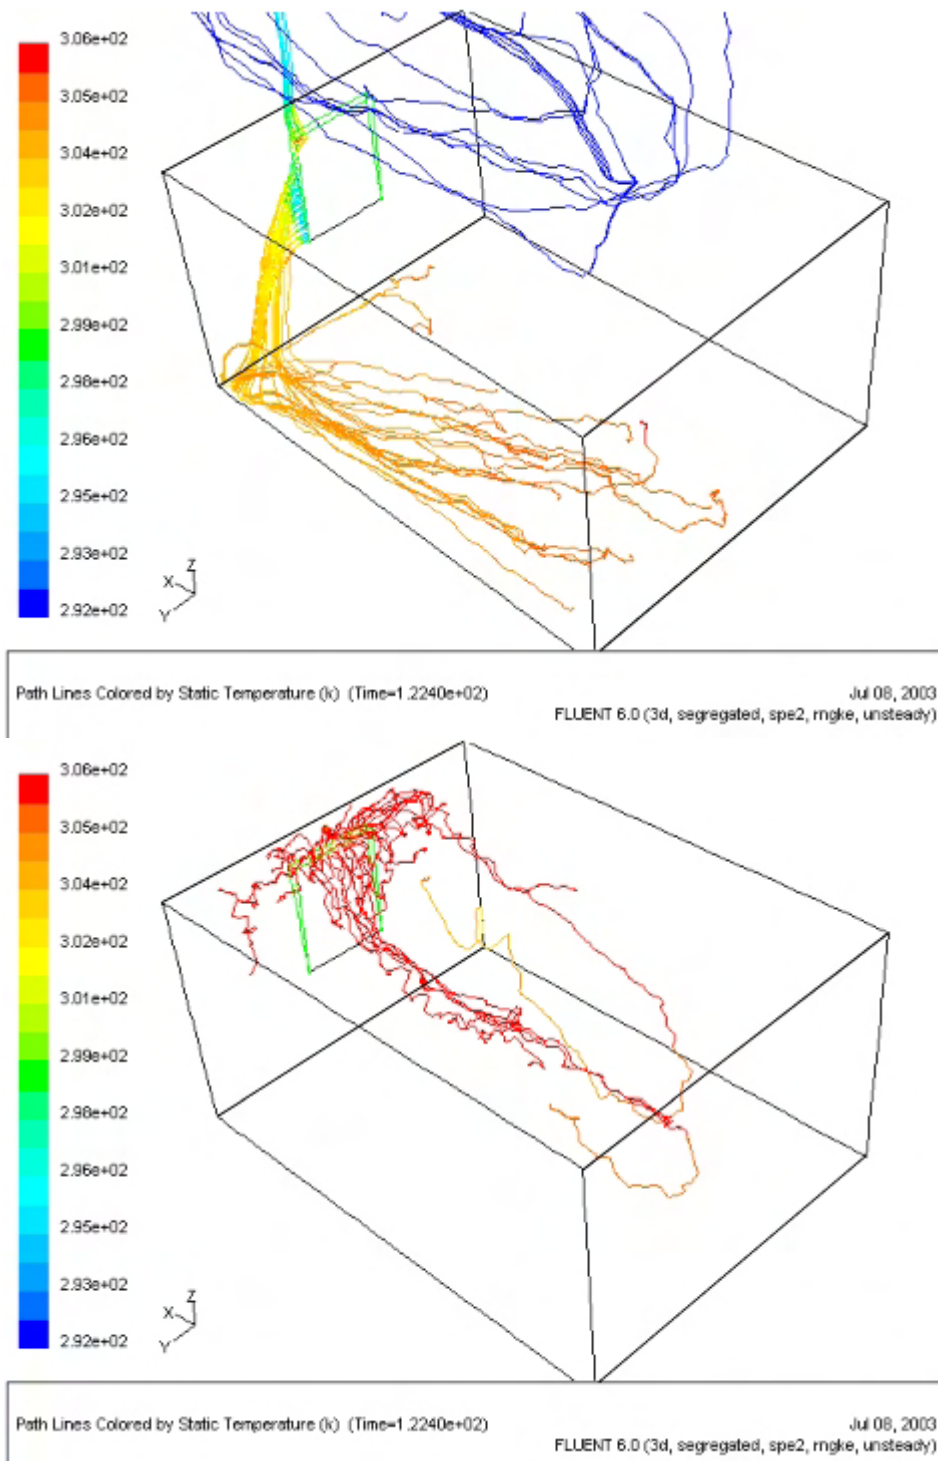 3.06e+02
3.05e+02
3.04e+02
3.02e+02
3.01e+02
2.99e+02
2.98e+02
2.96e+02
2.95e+02
2.93e+02
2.92e+02
Z
X
Y
Path Lines Colored by Static Temperature (k) (Time=1.2240e+02)
Jul 08, 2003
FLUENT 6.0 (3d, segregated, spe2, rngke, unsteady)
3.06e+02
3.05e+02
3.04e+02
3.02e+02
3.01e+02
2.99e+02
2.98e+02
2.96e+02
2.95e+02
2.93e+02
2.92e+02
Z
X
Y
Path Lines Colored by Static Temperature (k) (Time=1.2240e+02)
Jul 08, 2003
FLUENT 6.0 (3d, segregated, spe2, rngke, unsteady)